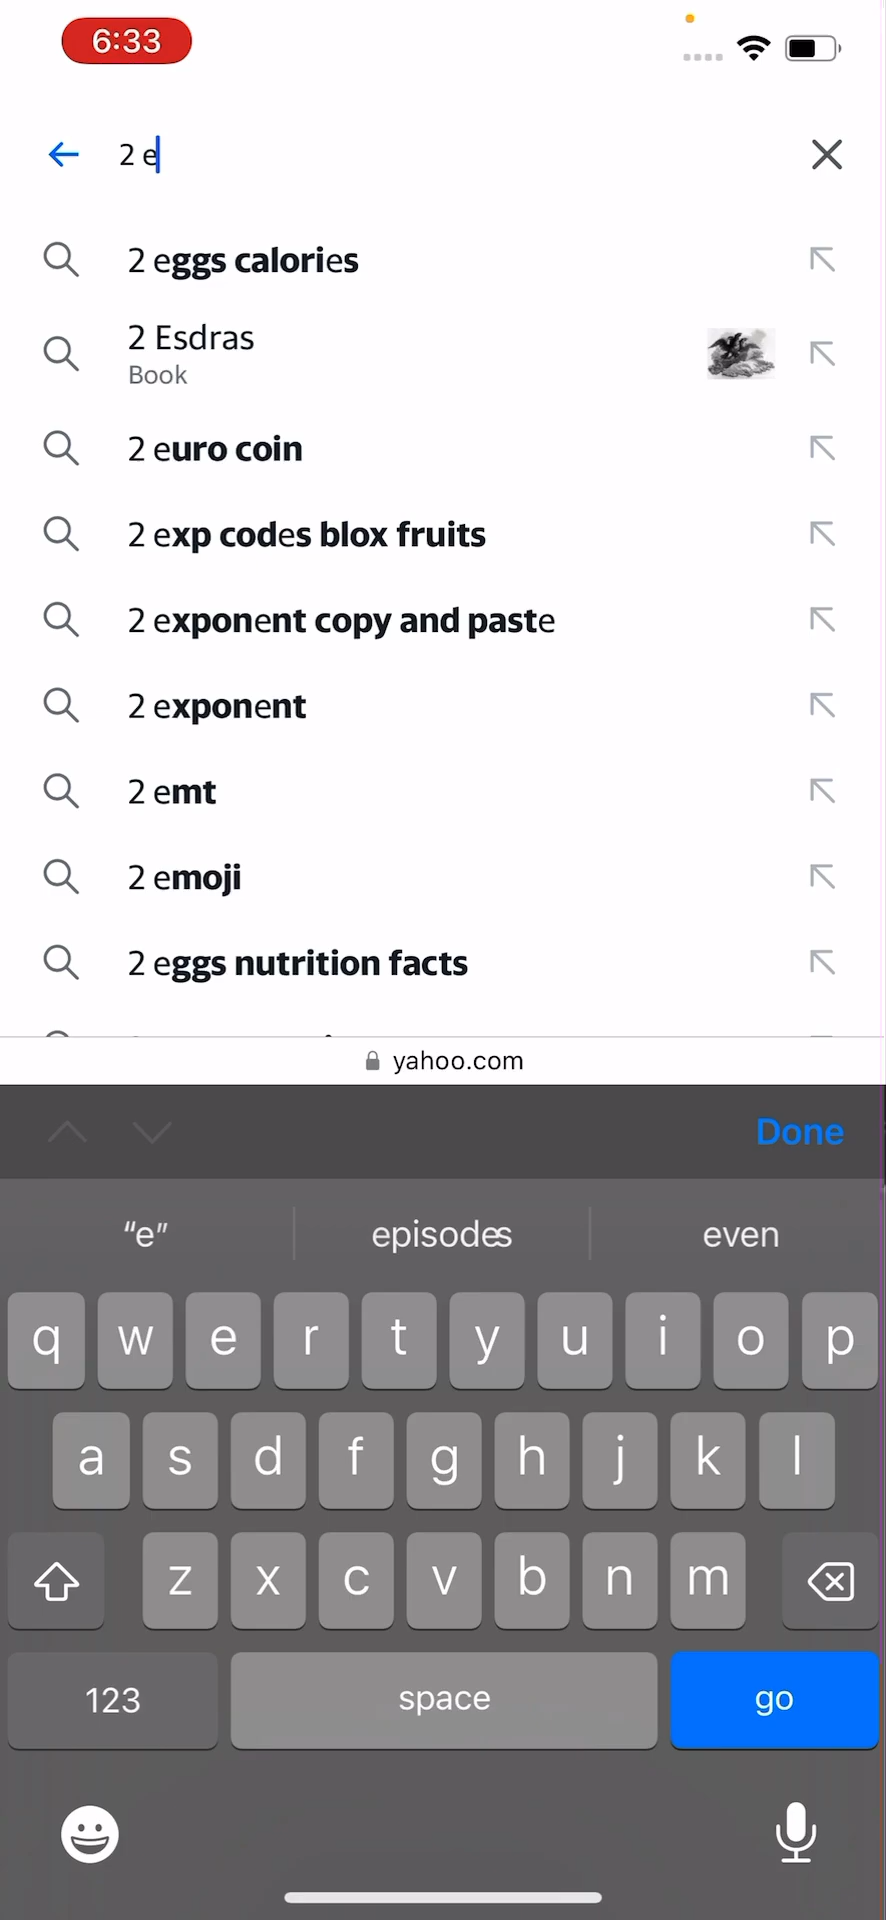 6:33
2 e
2 eggs calories
2 Esdras
Book
2 euro coin
2 exp codes blox fruits
2 exponent copy and paste
2 exponent
2 emt
2 emoji
2 eggs nutrition facts
yahoo.com
Done
“e” episodes even
q w e r t y u i o p
a s d f g h j k l
z x c v b n m
123 space go